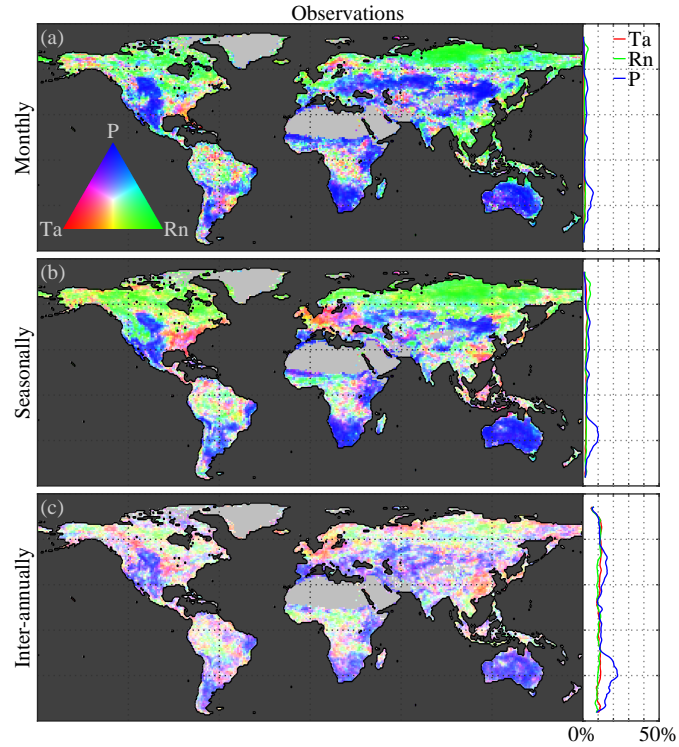 Observations
(a)
Ta
Rn
P
Monthly
P
Ta
Rn
(b)
Seasonally
(c)
Inter-annually
0%
50%